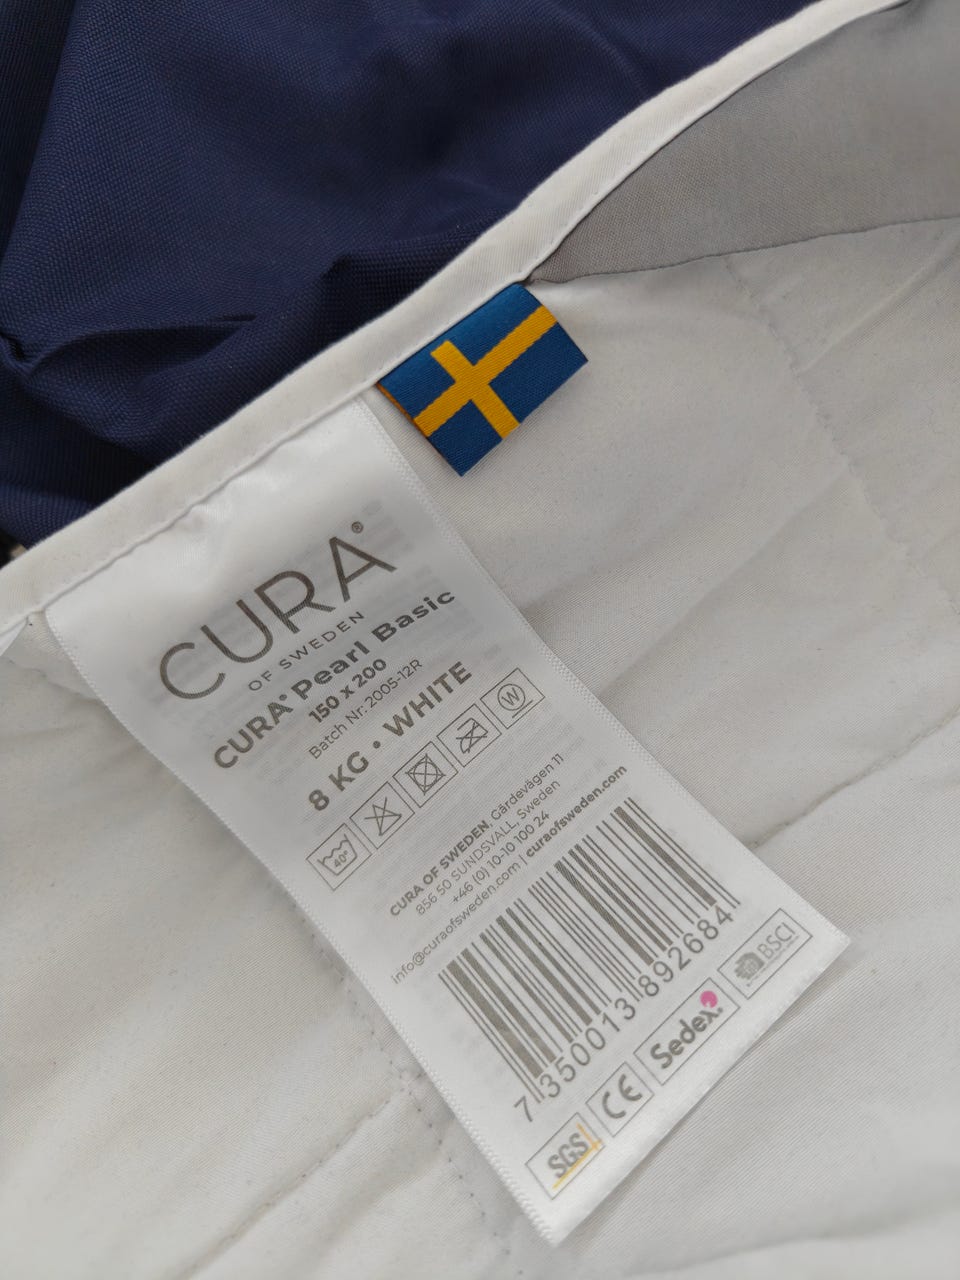 CURA®
OF SWEDEN
CURA® Pearl Basic
150 x 200
Batch Nr: 2005-12R
8 KG • WHITE
40°
W
CURA OF SWEDEN, Gärdevägen 11
856 50 SUNDSVALL, Sweden
+46 (0) 10-10 100 24
info@curaofsweden.com | curaofsweden.com
7 350013 892684
SGS CE Sedex BSCI